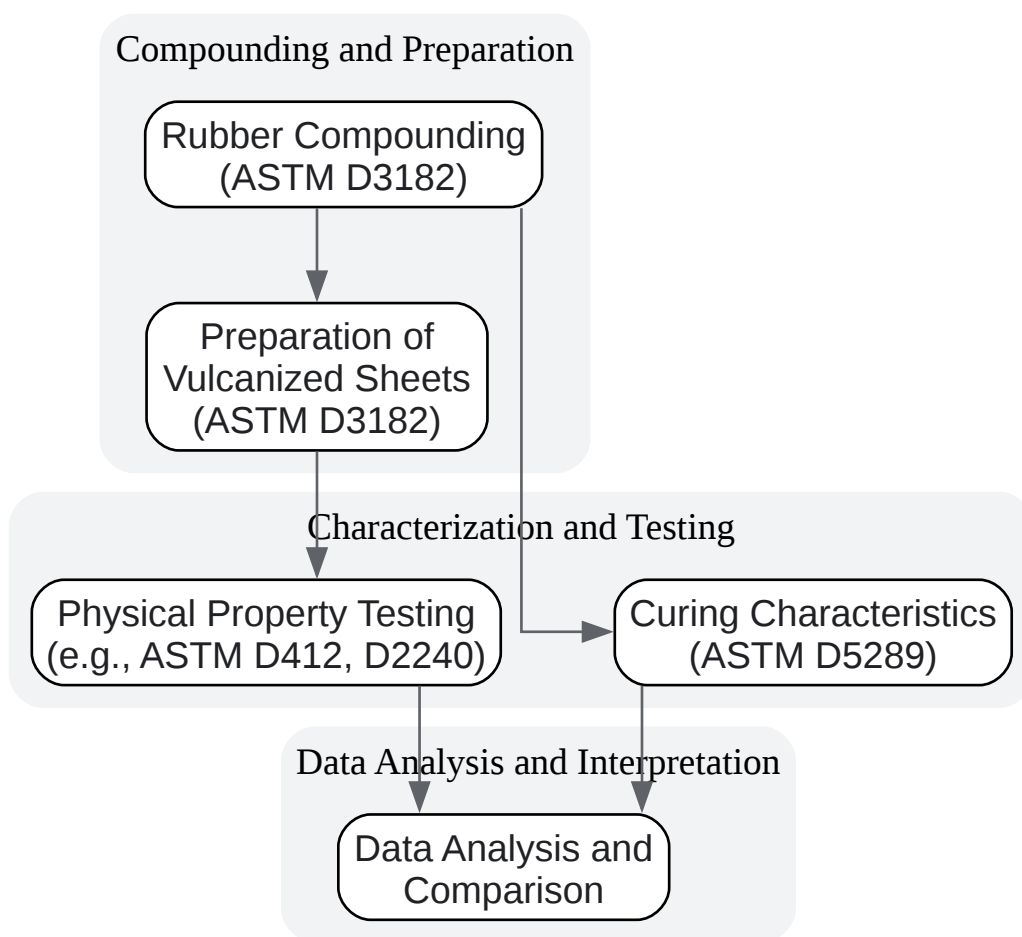 Compounding and Preparation
Rubber Compounding
(ASTM D3182)
Preparation of
Vulcanized Sheets
(ASTM D3182)
Characterization and Testing
Physical Property Testing
(e.g., ASTM D412, D2240)
Curing Characteristics
(ASTM D5289)
Data Analysis and Interpretation
Data Analysis and
Comparison